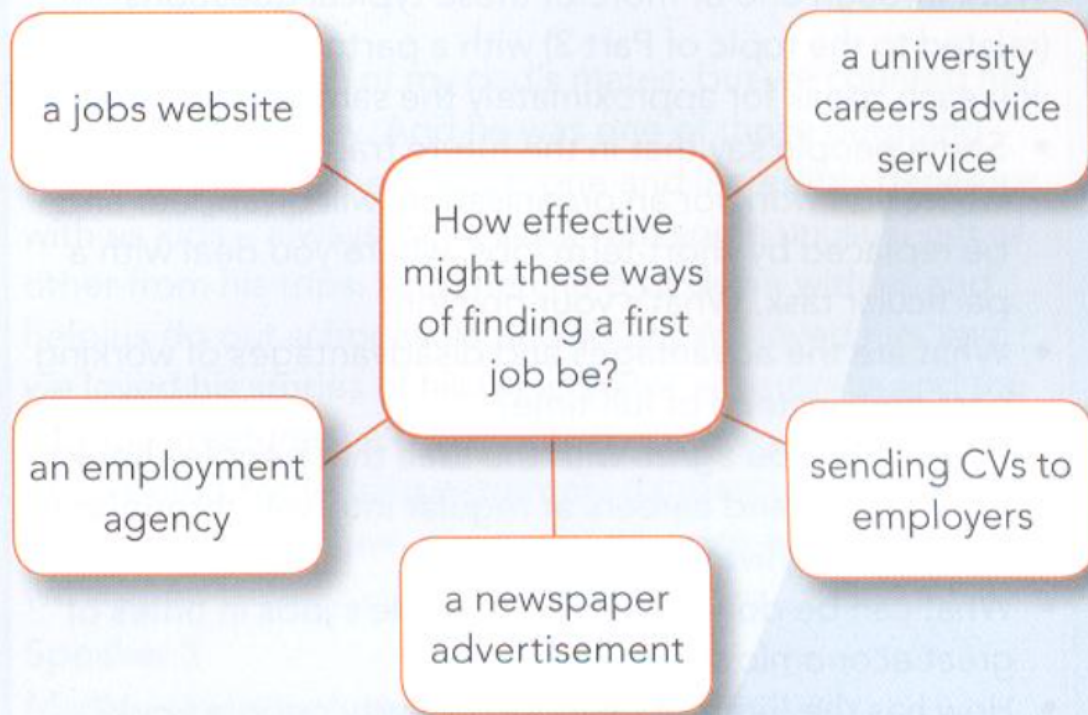 a jobs website
a university
careers advice
service
How effective
might these ways
of finding a first
job be?
an employment
agency
sending CVs to
employers
a newspaper
advertisement